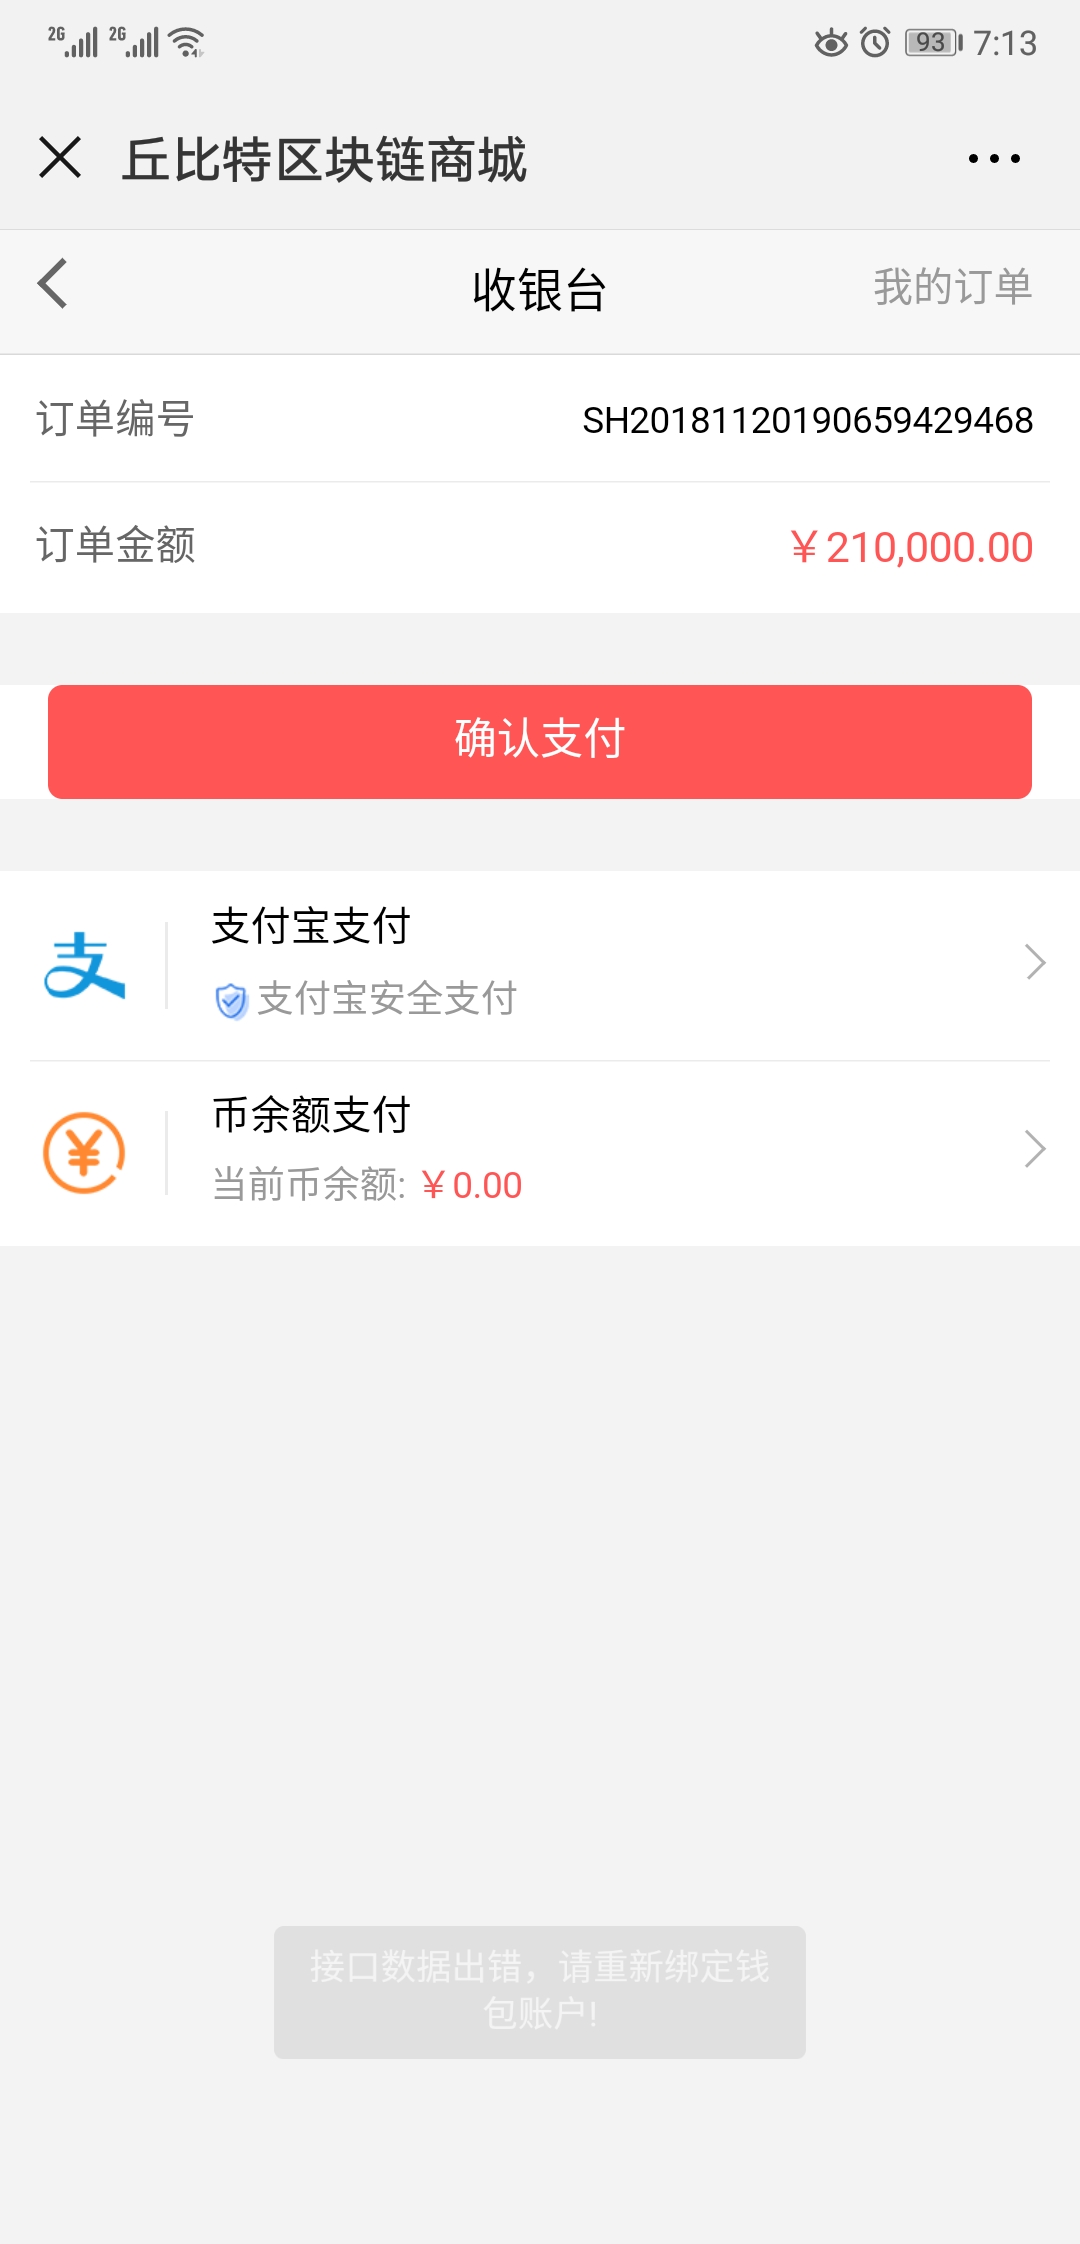 2G 2G 93 7:13
丘比特区块链商城
收银台 我的订单
订单编号 SH20181120190659429468
订单金额 ￥210,000.00
确认支付
支付宝支付
支付宝安全支付
币余额支付
当前币余额: ￥0.00
接口数据出错，请重新绑定钱
包账户!